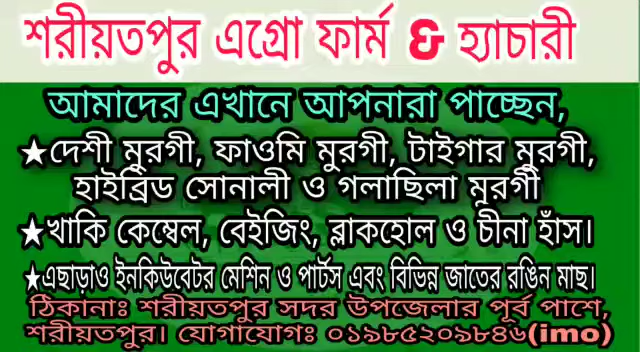 শরীয়তপুর এগ্রো ফার্ম & হ্যাচারী
আমাদের এখানে আপনারা পাচ্ছেন,
★দেশী মুরগী, ফাওমি মুরগী, টাইগার মুরগী,
হাইব্রিড সোনালী ও গলাছিলা মুরগী
★খাকি কেম্বেল, বেইজিং, ব্লাকহোল ও চীনা হাঁস।
★এছাড়াও ইনকিউবেটর মেশিন ও পার্টস এবং বিভিন্ন জাতের রঙিন মাছ।
ঠিকানাঃ শরীয়তপুর সদর উপজেলার পূর্ব পাশে,
শরীয়তপুর। যোগাযোগঃ ০১৯৮৫২০৯৮৪৬(imo)